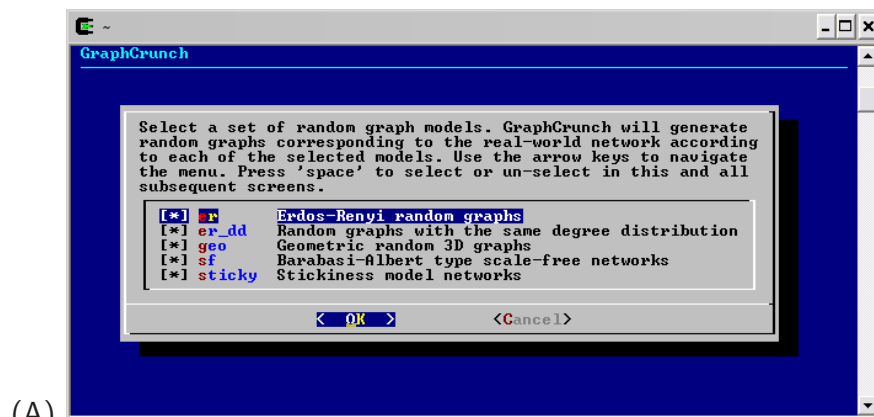 ~
GraphCrunch
Select a set of random graph models. GraphCrunch will generate
random graphs corresponding to the real-world network according
to each of the selected models. Use the arrow keys to navigate
the menu. Press 'space' to select or un-select in this and all
subsequent screens.
[*] er Erdos-Renyi random graphs
[*] er_dd Random graphs with the same degree distribution
[*] geo Geometric random 3D graphs
[*] sf Barabasi-Albert type scale-free networks
[*] sticky Stickiness model networks
< OK > <Cancel>
(A)